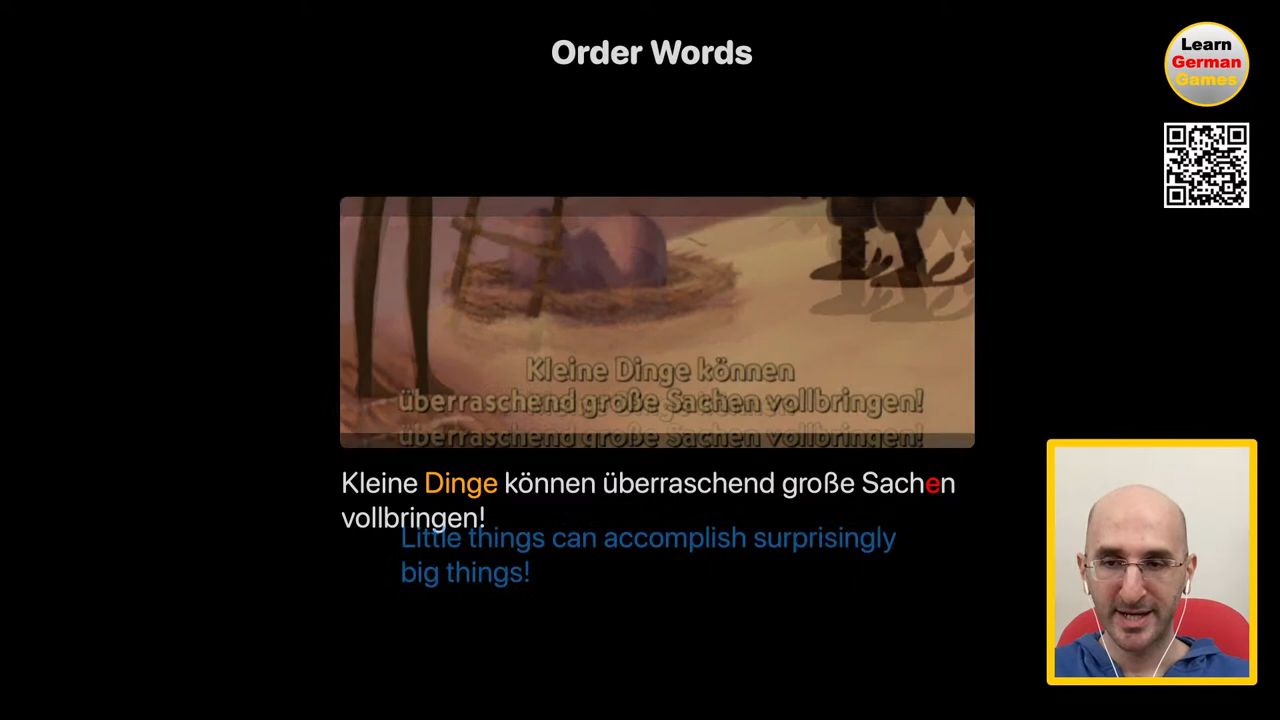 Order Words
Learn
German
Games
Kleine Dinge können
überraschend große Sachen vollbringen!
überraschend große Sachen vollbringen!
Kleine Dinge können überraschend große Sachen
vollbringen!
Little things can accomplish surprisingly
big things!